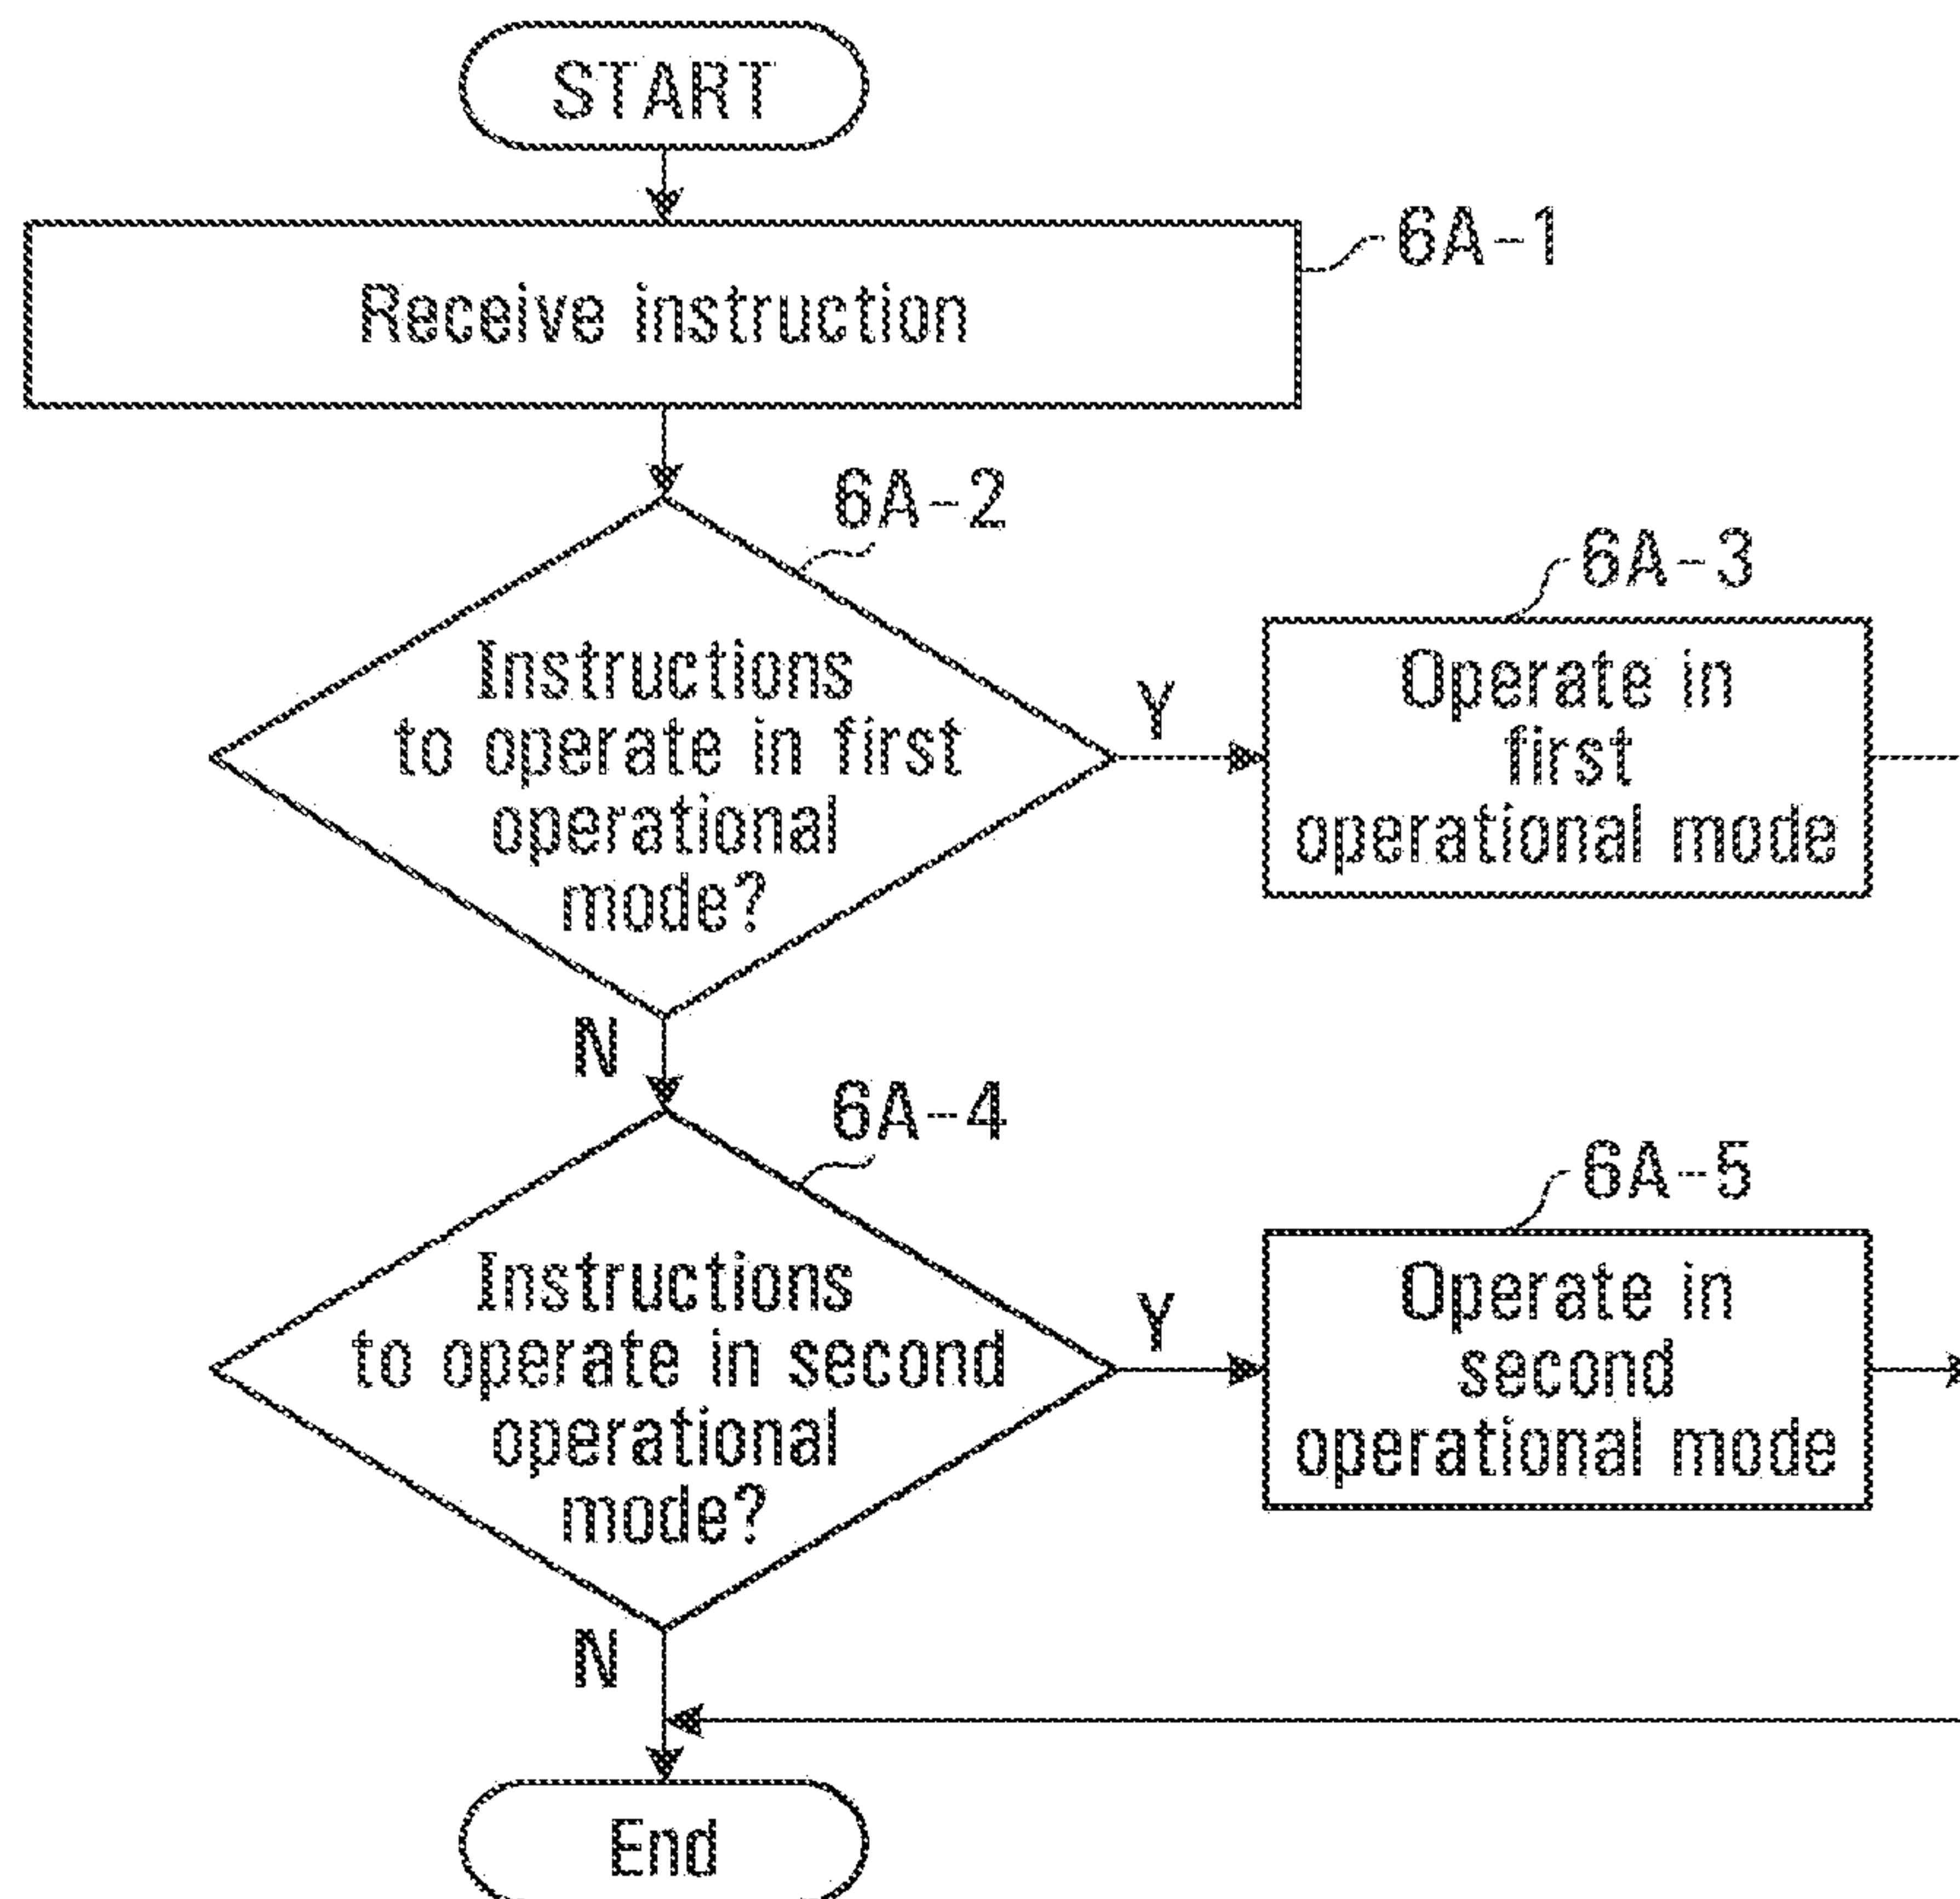 START
Receive instruction
6A-1
6A-2
Instructions
to operate in first
operational
mode?
Y
N
6A-3
Operate in
first
operational mode
6A-4
Instructions
to operate in second
operational
mode?
Y
N
6A-5
Operate in
second
operational mode
End